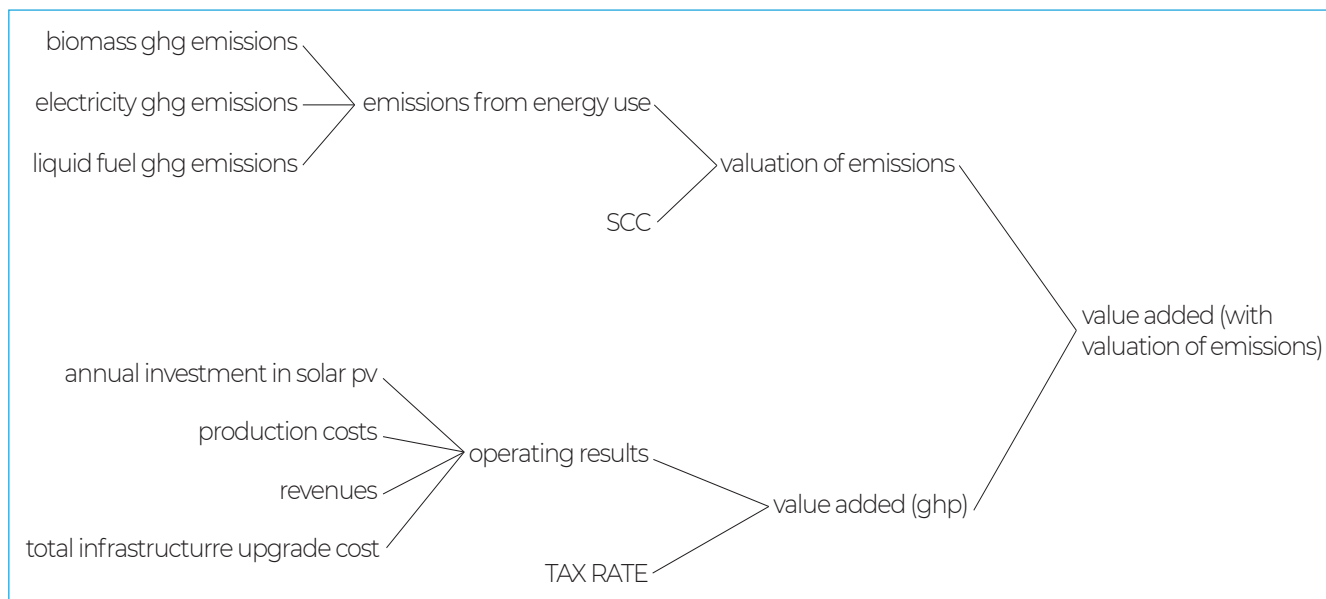 biomass ghg emissions
electricity ghg emissions
emissions from energy use
liquid fuel ghg emissions
valuation of emissions
SCC
value added (with
valuation of emissions)
annual investment in solar pv
production costs
operating results
revenues
value added (ghp)
total infrastructurre upgrade cost
TAX RATE